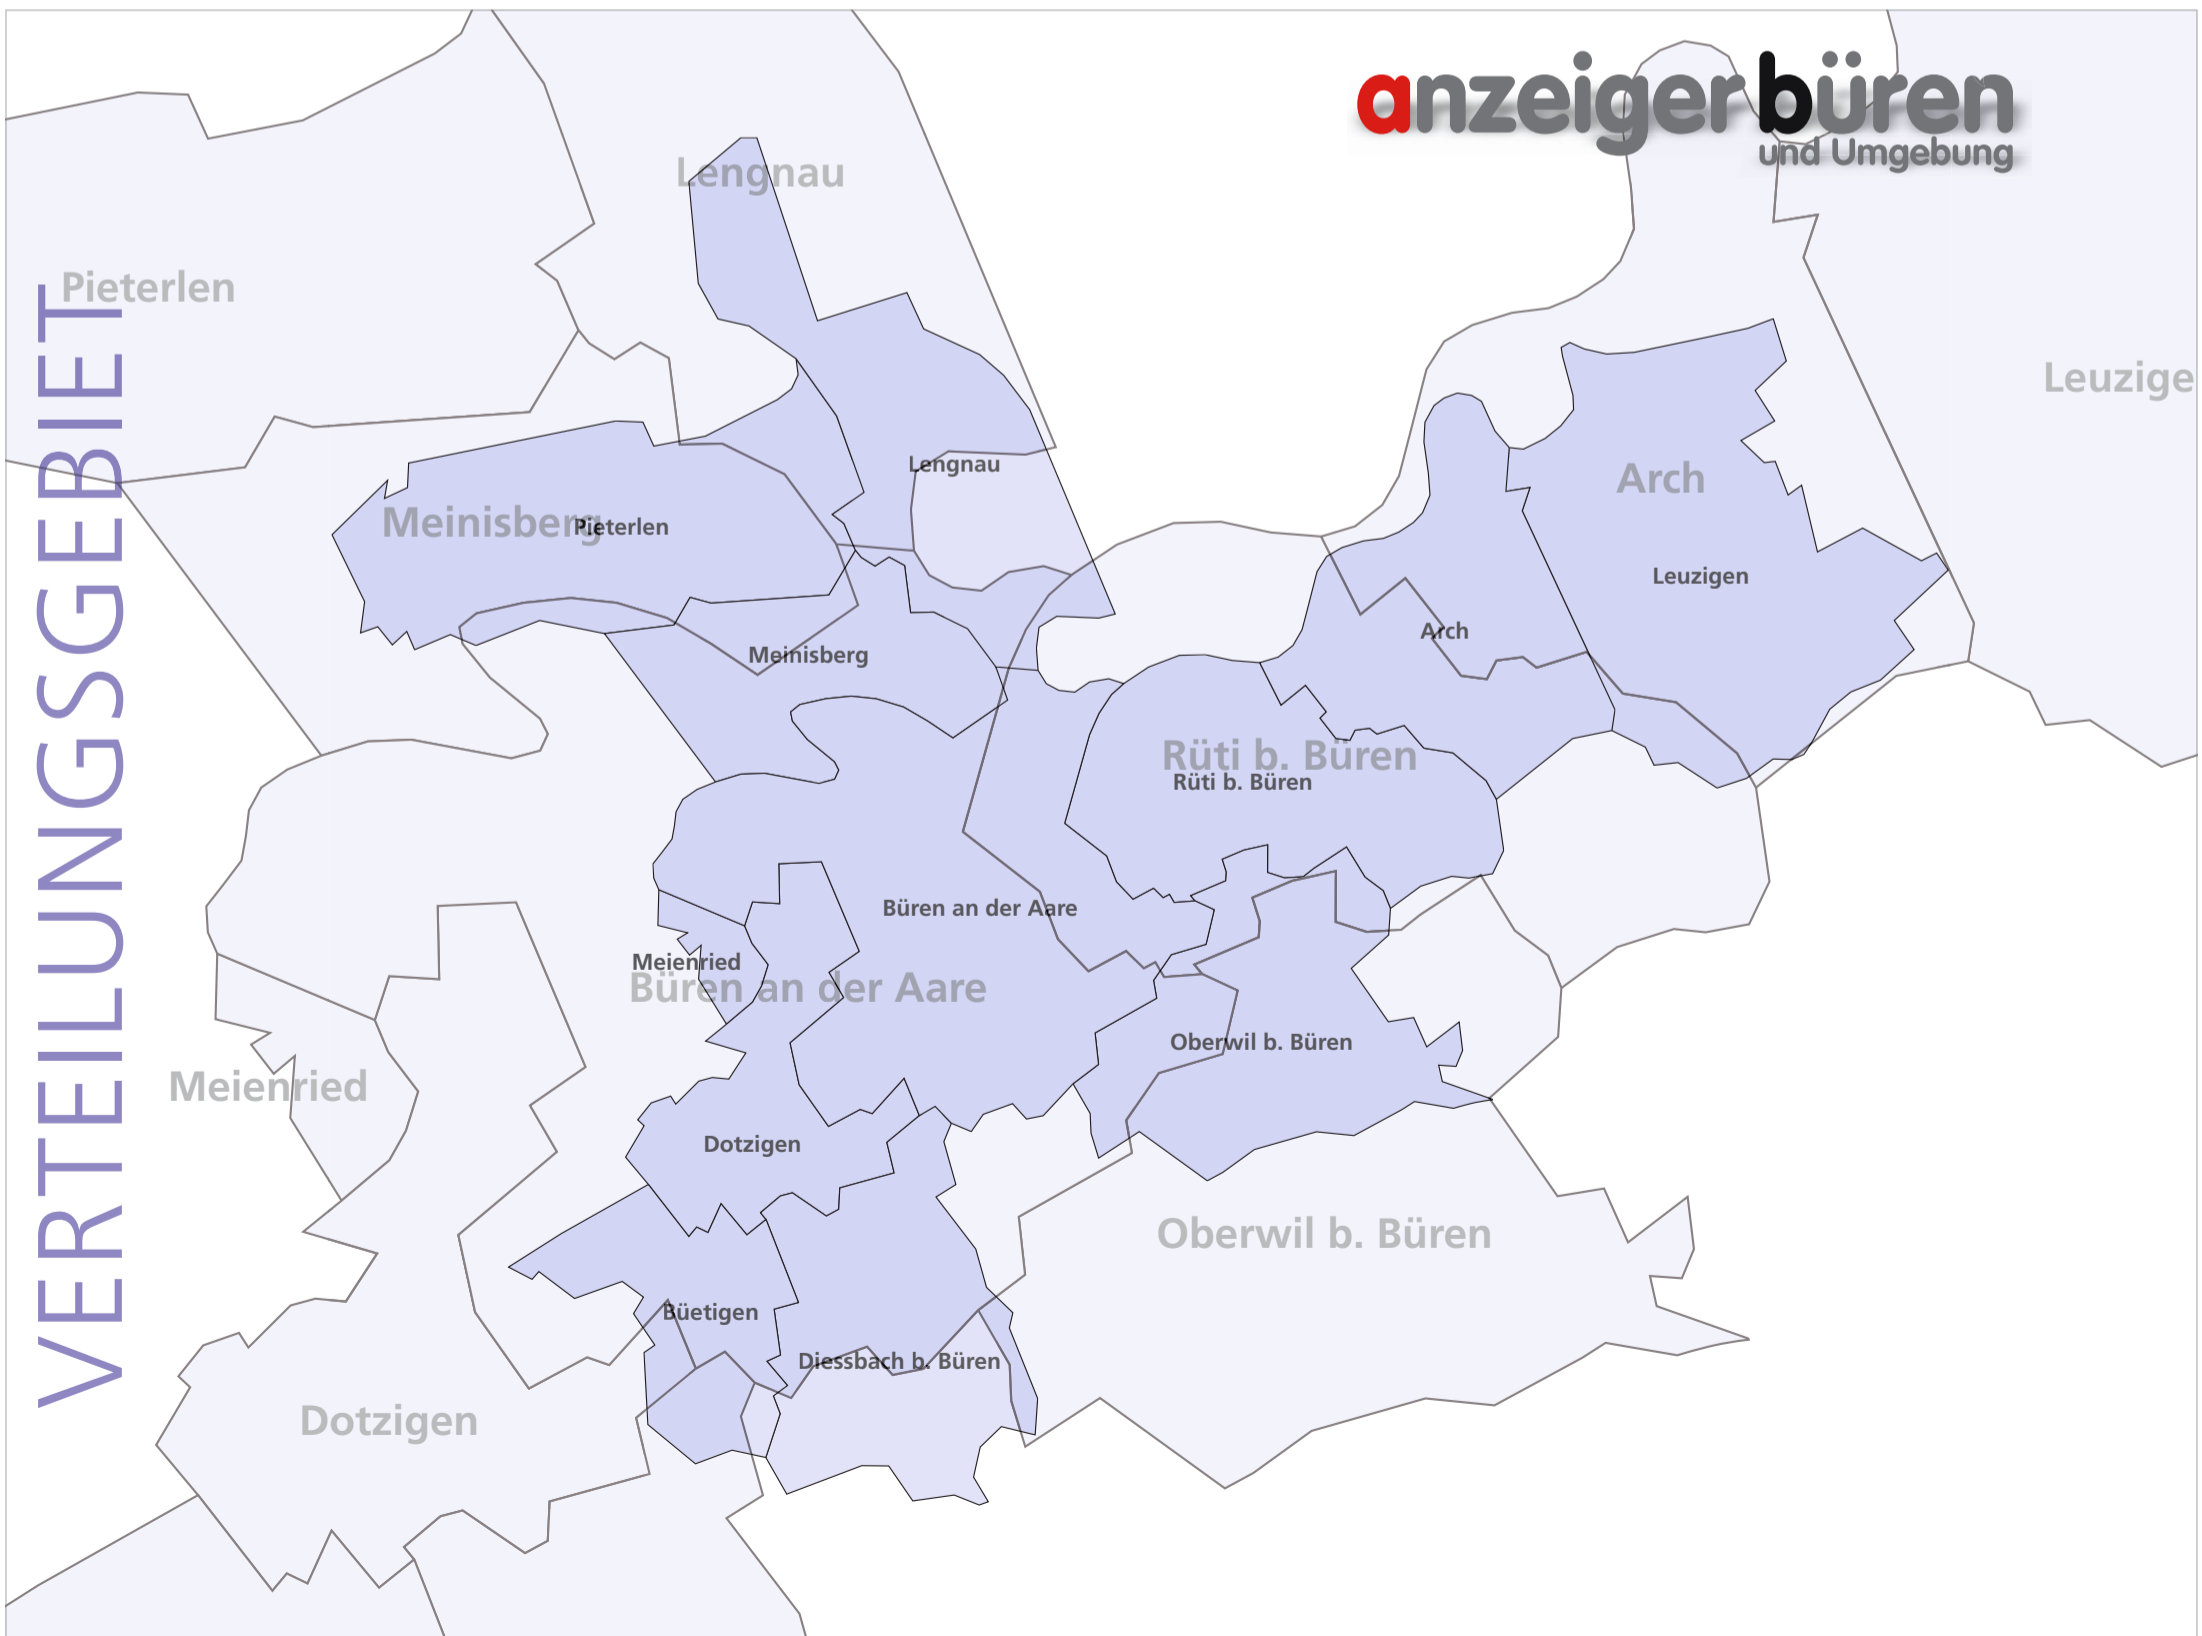 anzeigerbüren
und Umgebung
VERTEILUNGSGEBIET
Lengnau
Pieterlen
Leuzige
Lengnau
Arch
Meinisberg
Pieterlen
Leuzigen
Arch
Meinisberg
Rüti b. Büren
Rüti b. Büren
Büren an der Aare
Meienried
Büren an der Aare
Oberwil b. Büren
Meienried
Dotzigen
Oberwil b. Büren
Büetigen
Diessbach b. Büren
Dotzigen